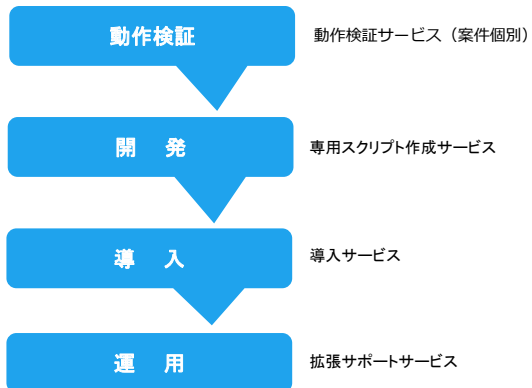 動作検証
動作検証サービス（案件個別）
開　発
専用スクリプト作成サービス
導　入
導入サービス
運　用
拡張サポートサービス